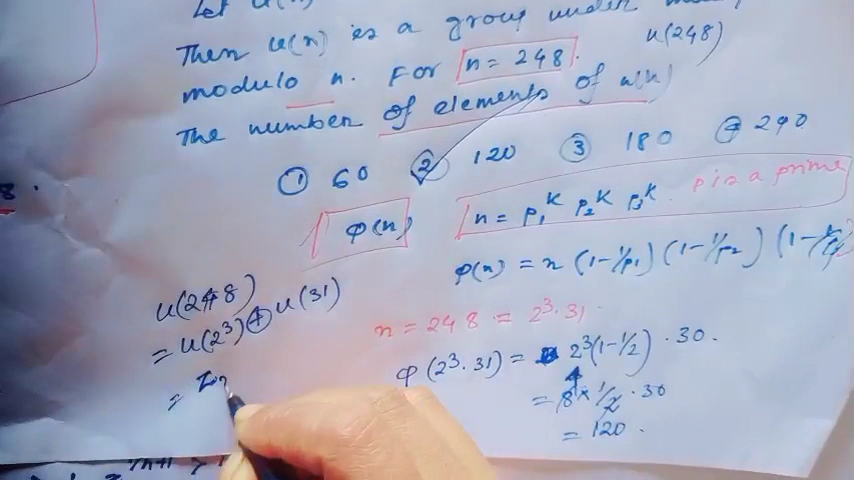 Let U(n)
Then U(n) is a group under
modulo n. For n = 248. U(248)
The number of elements of U(n)
① 60 ② 120 ③ 180 ④ 240
φ(n) n = p₁ᵏ p₂ᵏ p₃ᵏ. p is a prime
φ(n) = n (1-1/p₁) (1-1/p₂) (1-
U(248)
= U(2³) ⊕ U(31)
=
n = 248 = 2³·31.
φ(2³·31) = 2³(1-1/2) · 30.
= 8 × 1/2 · 30
= 120.
8.